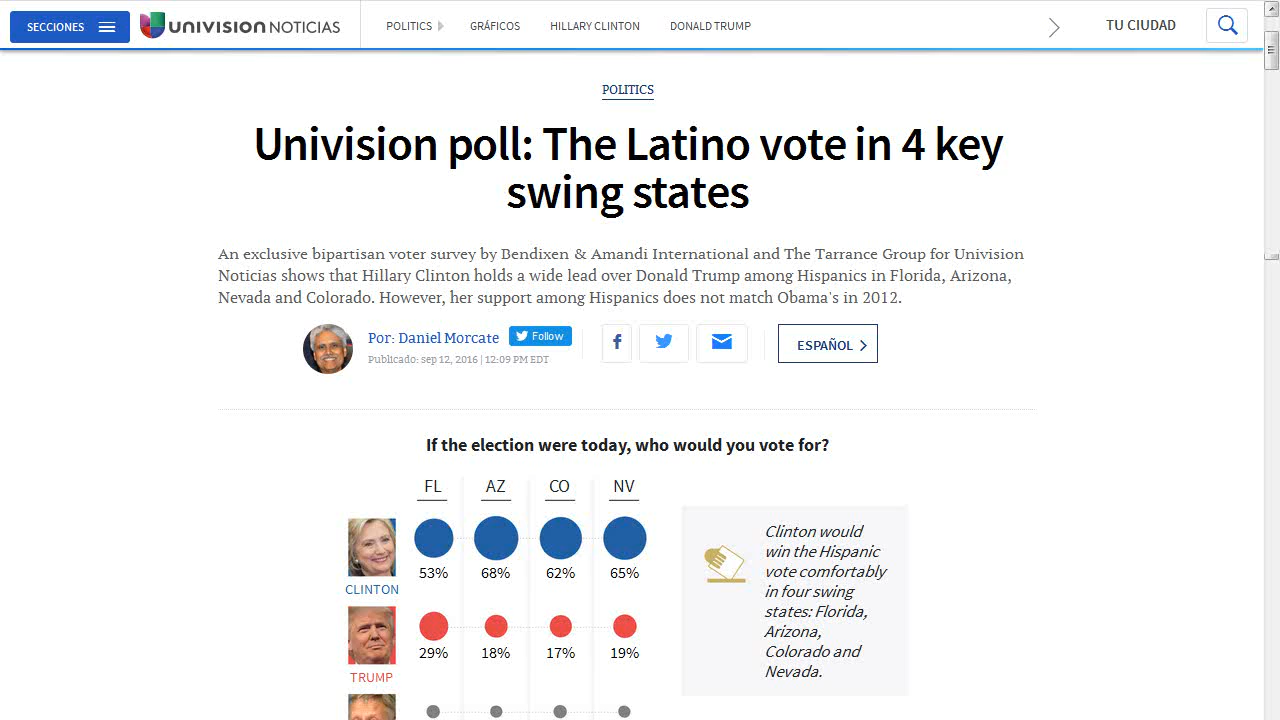 SECCIONES
UNIVISION NOTICIAS
POLITICS
GRÁFICOS
HILLARY CLINTON
DONALD TRUMP
TU CIUDAD
POLITICS
Univision poll: The Latino vote in 4 key
swing states
An exclusive bipartisan voter survey by Bendixen & Amandi International and The Tarrance Group for Univision
Noticias shows that Hillary Clinton holds a wide lead over Donald Trump among Hispanics in Florida, Arizona,
Nevada and Colorado. However, her support among Hispanics does not match Obama's in 2012.
Por: Daniel Morcate
Follow
Publicado: sep 12, 2016 | 12:09 PM EDT
ESPAÑOL
If the election were today, who would you vote for?
FL AZ CO NV
53% 68% 62% 65%
CLINTON
29% 18% 17% 19%
TRUMP
Clinton would
win the Hispanic
vote comfortably
in four swing
states: Florida,
Arizona,
Colorado and
Nevada.